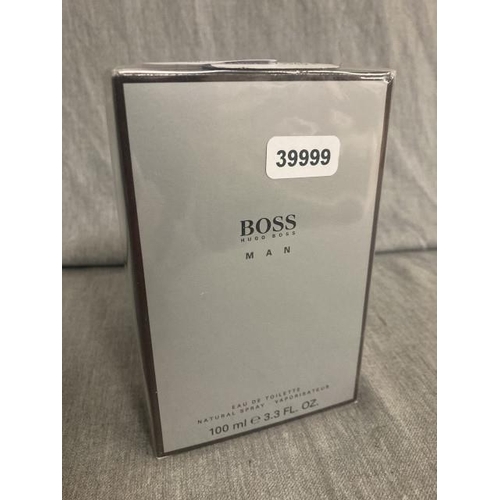 39999
BOSS
HUGO BOSS
MAN
EAU DE TOILETTE
NATURAL SPRAY VAPORISATEUR
100 ml ℮ 3.3 FL. OZ.